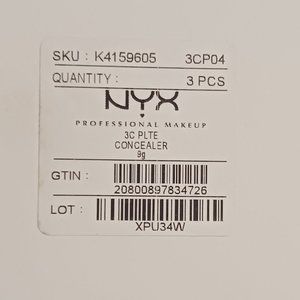 SKU : K4159605 3CP04
QUANTITY : 3 PCS
NYX
PROFESSIONAL MAKEUP
3C PLTE
CONCEALER
9g
GTIN :
20800897834726
LOT :
XPU34W